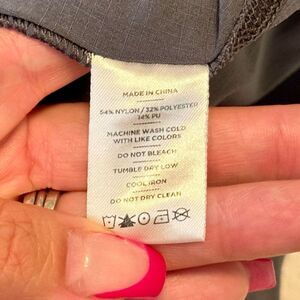 MADE IN CHINA
54% NYLON / 32% POLYESTER
14% PU
MACHINE WASH COLD
WITH LIKE COLORS
DO NOT BLEACH
TUMBLE DRY LOW
COOL IRON
DO NOT DRY CLEAN